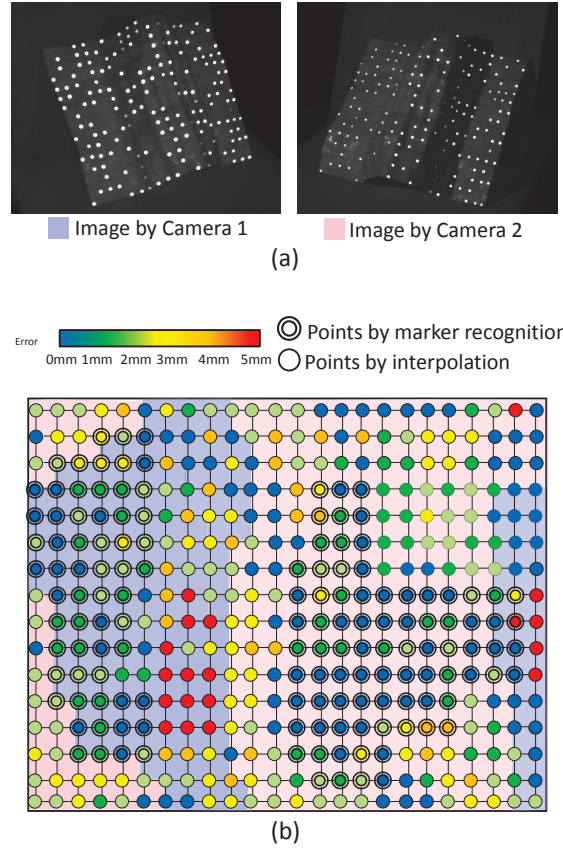 Image by Camera 1
Image by Camera 2
(a)
Error
0mm 1mm 2mm 3mm 4mm 5mm
Points by marker recognition
Points by interpolation
(b)